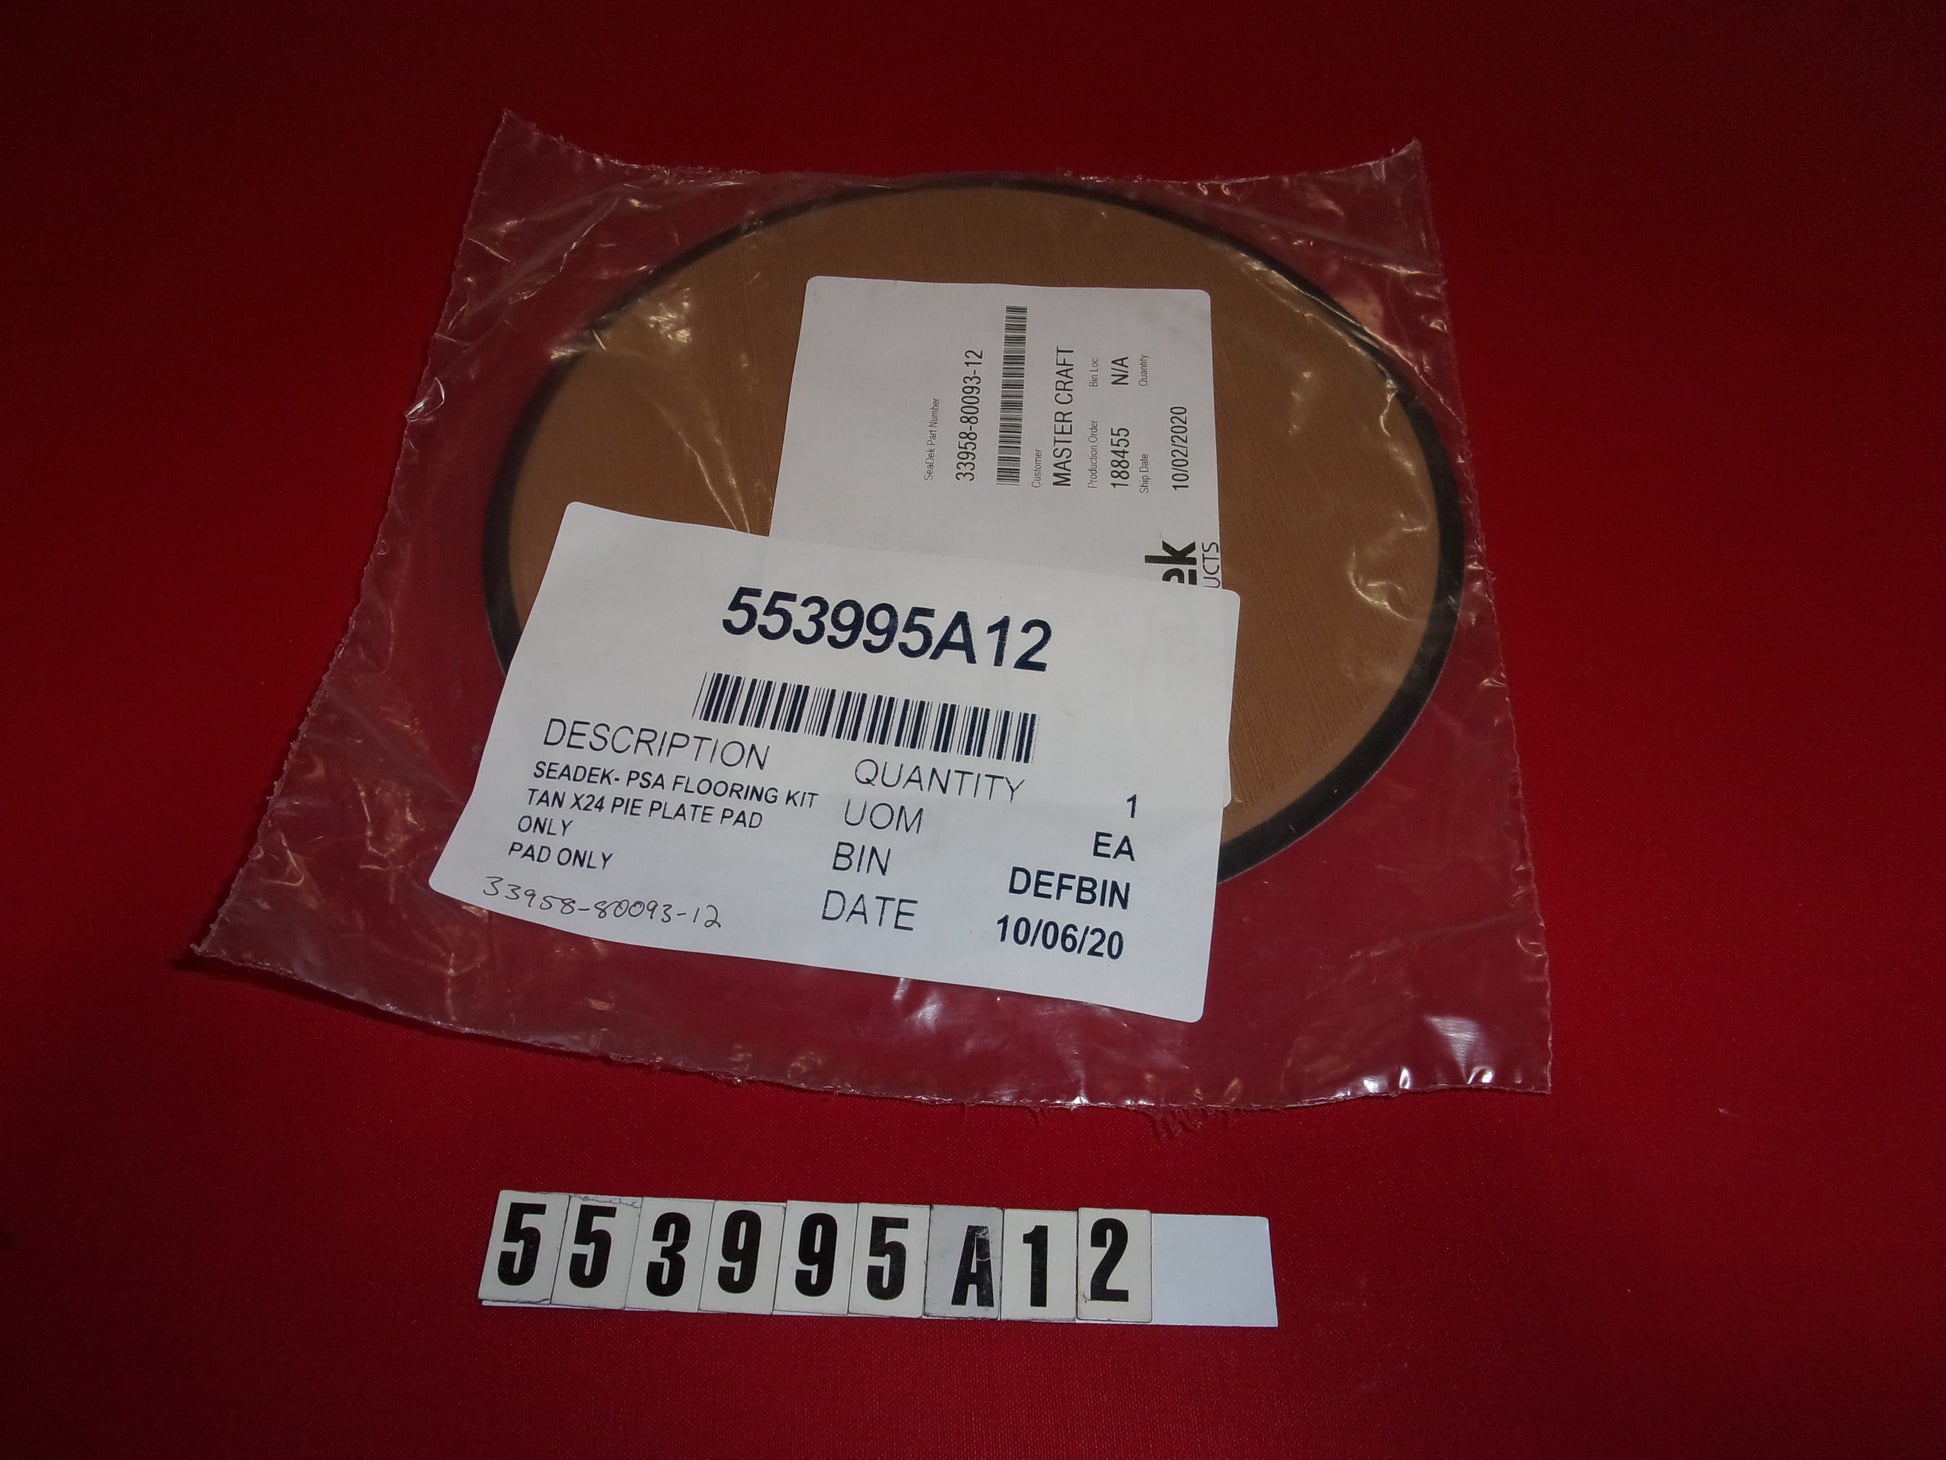 SeaDek Part Number
33958-80093-12
Customer
MASTER CRAFT
Production Order Bin Loc
188455 N/A
Ship Date Quantity
10/02/2020
ek
UCTS
553995A12
DESCRIPTION
SEADEK- PSA FLOORING KIT
TAN X24 PIE PLATE PAD
ONLY
PAD ONLY
33958-80093-12
QUANTITY 1
UOM EA
BIN DEFBIN
DATE 10/06/20
553995A12